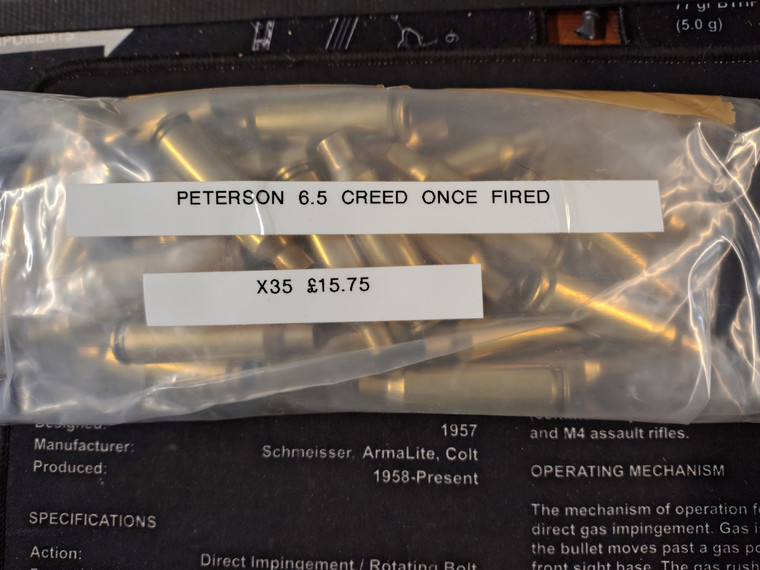 (5.0 g)
PETERSON 6.5 CREED ONCE FIRED
X35 £15.75
1957
and M4 assault rifles.
Manufacturer:
Schmeisser, ArmaLite, Colt
Produced:
1958-Present
OPERATING MECHANISM
SPECIFICATIONS
The mechanism of operation
direct gas impingement. Gas
the bullet moves past a gas
Action:
Direct Impingement / Rotating Bolt
front sight base. The gas